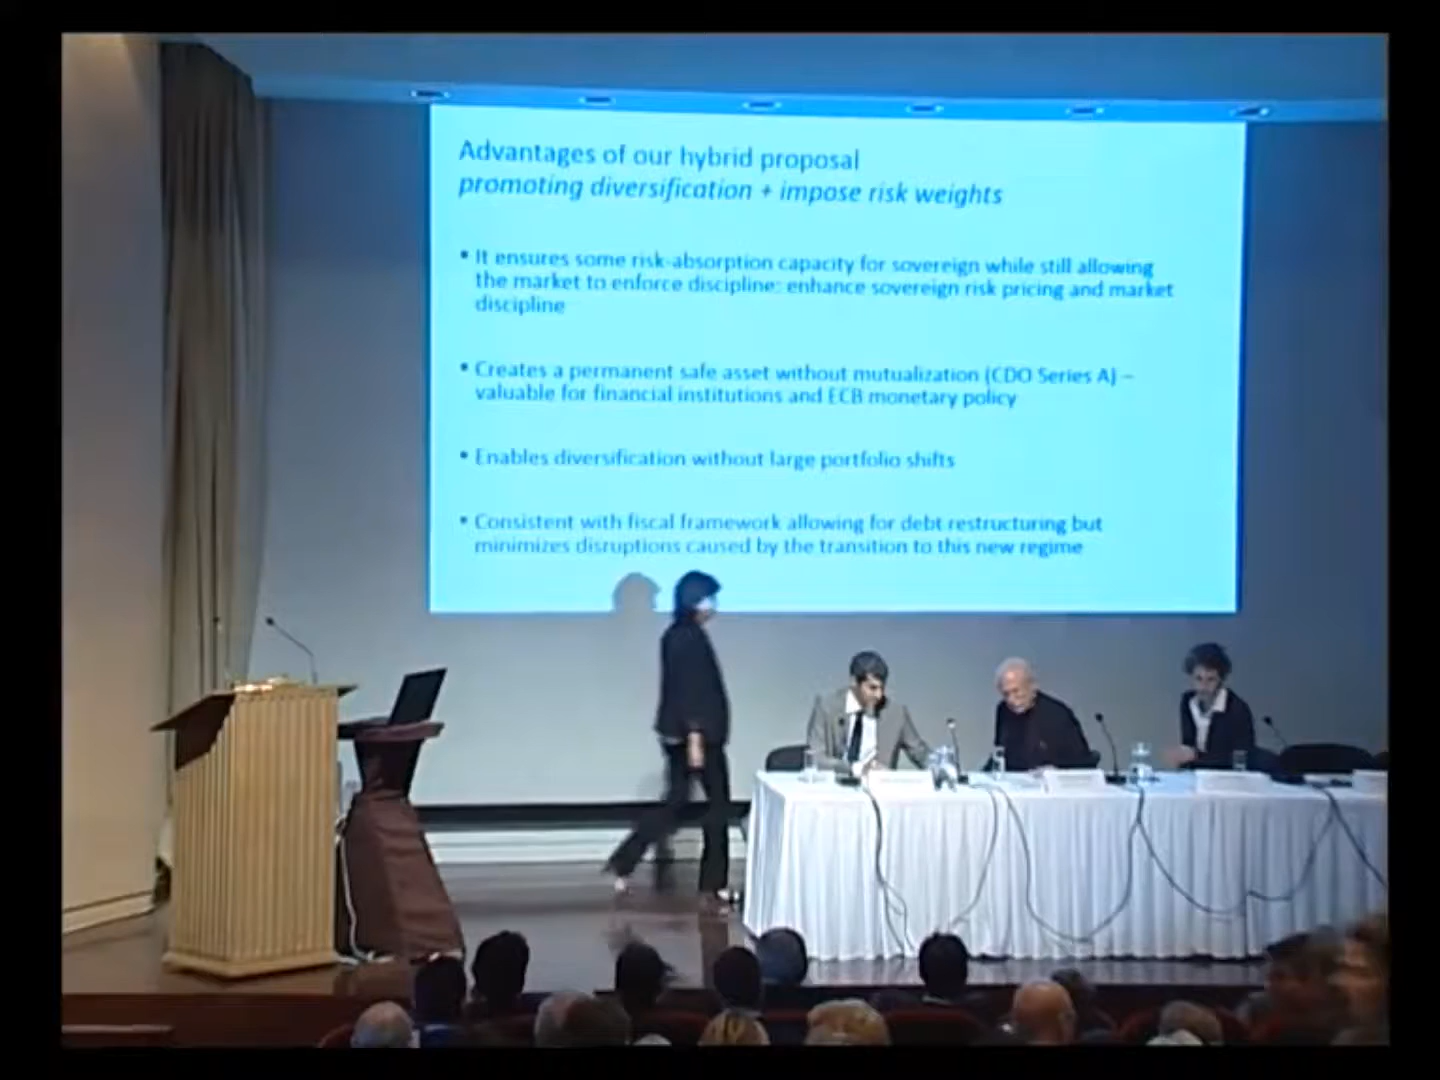 Advantages of our hybrid proposal
promoting diversification + impose risk weights
• It ensures some risk-absorption capacity for sovereign while still allowing
the market to enforce discipline: enhance sovereign risk pricing and market
discipline
• Creates a permanent safe asset without mutualization (CDO Series A) –
valuable for financial institutions and ECB monetary policy
• Enables diversification without large portfolio shifts
• Consistent with fiscal framework allowing for debt restructuring but
minimizes disruptions caused by the transition to this new regime